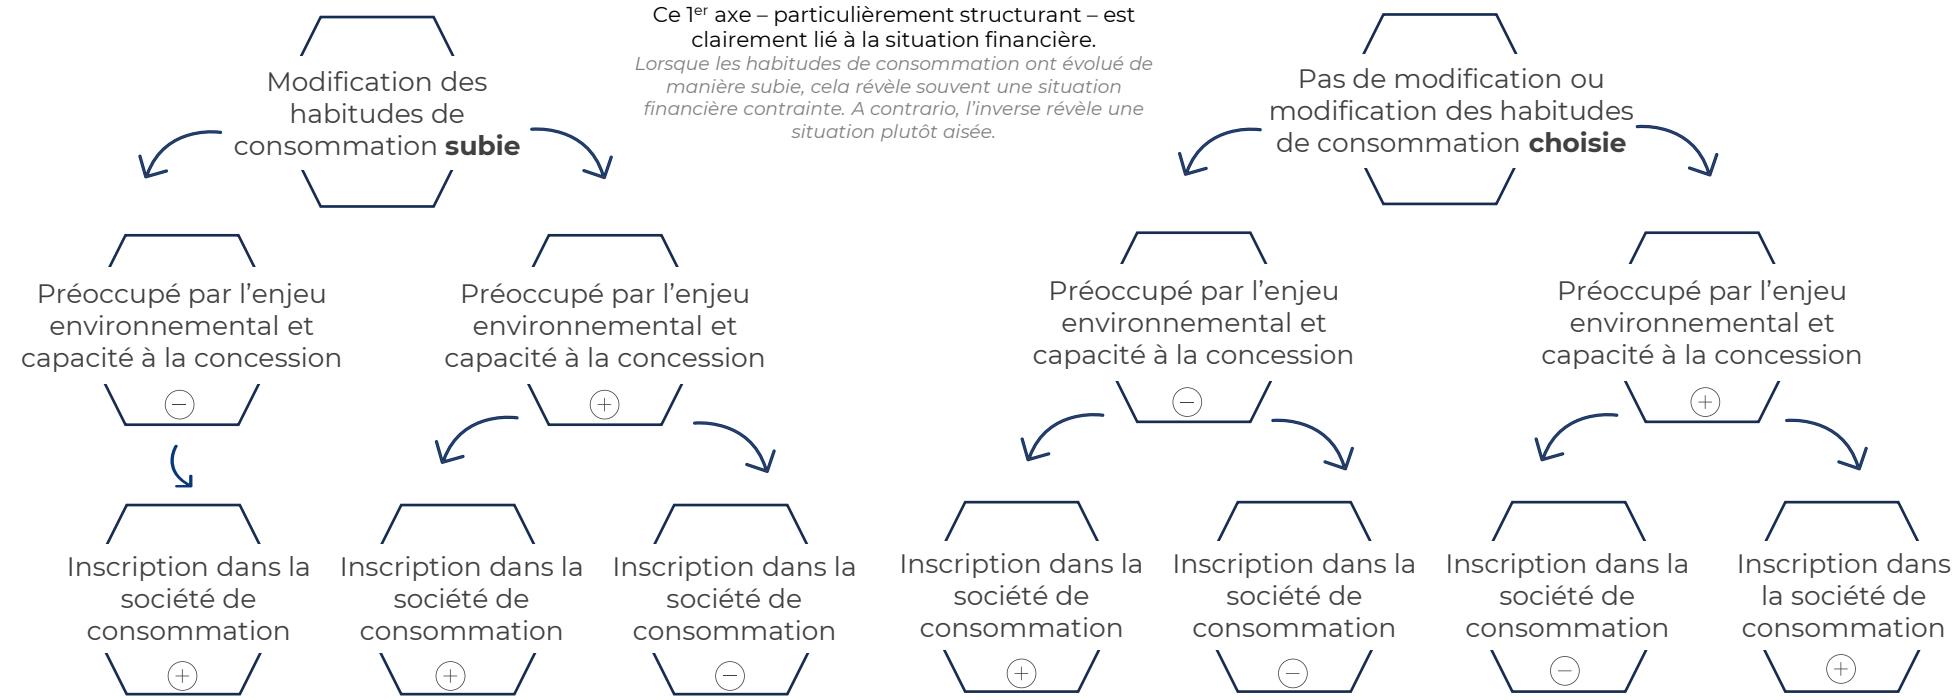 Ce 1er axe – particulièrement structurant – est
clairement lié à la situation financière.
Lorsque les habitudes de consommation ont évolué de
manière subie, cela révèle souvent une situation
financière contrainte. A contrario, l’inverse révèle une
situation plutôt aisée.
Modification des
habitudes de
consommation subie
Pas de modification ou
modification des habitudes
de consommation choisie
Préoccupé par l’enjeu
environnemental et
capacité à la concession
−
Préoccupé par l’enjeu
environnemental et
capacité à la concession
+
Préoccupé par l’enjeu
environnemental et
capacité à la concession
−
Préoccupé par l’enjeu
environnemental et
capacité à la concession
+
Inscription dans la
société de
consommation
+
Inscription dans la
société de
consommation
+
Inscription dans la
société de
consommation
−
Inscription dans la
société de
consommation
+
Inscription dans la
société de
consommation
−
Inscription dans la
société de
consommation
−
Inscription dans
la société de
consommation
+